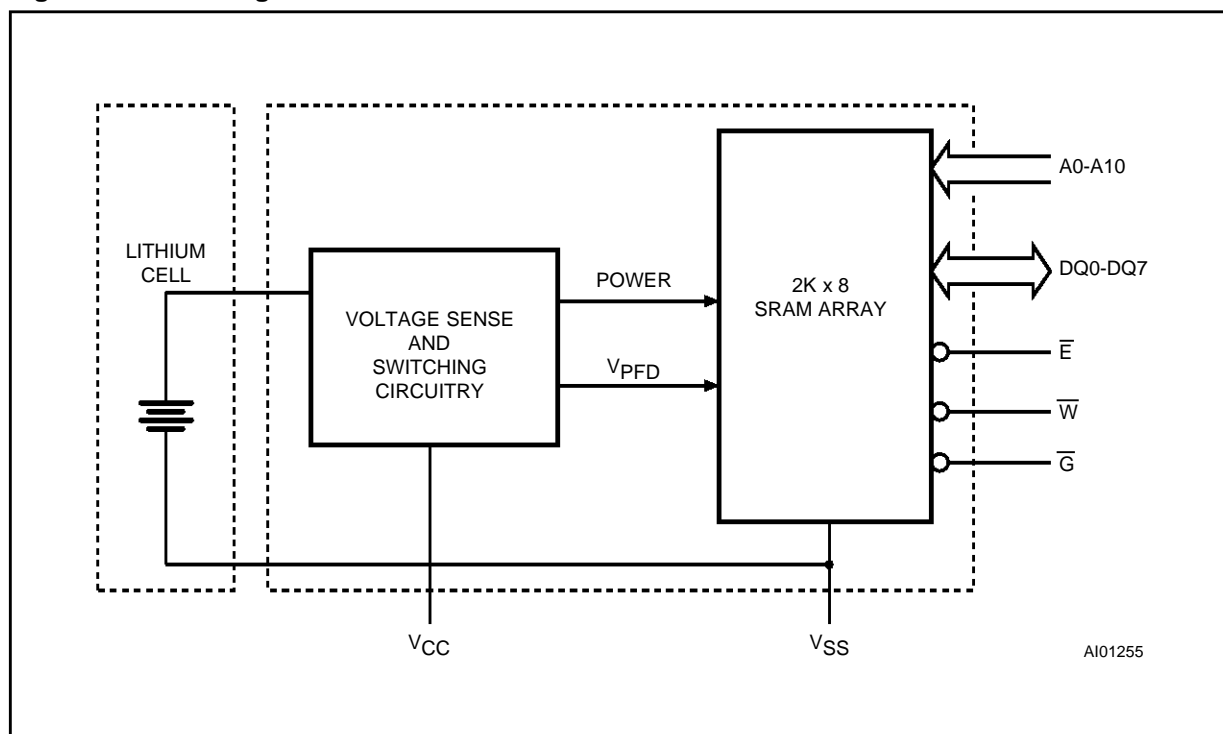 LITHIUM
CELL
VOLTAGE SENSE
AND
SWITCHING
CIRCUITRY
POWER
VPFD
2K x 8
SRAM ARRAY
A0-A10
DQ0-DQ7
E̅
W̅
G̅
VCC
VSS
AI01255